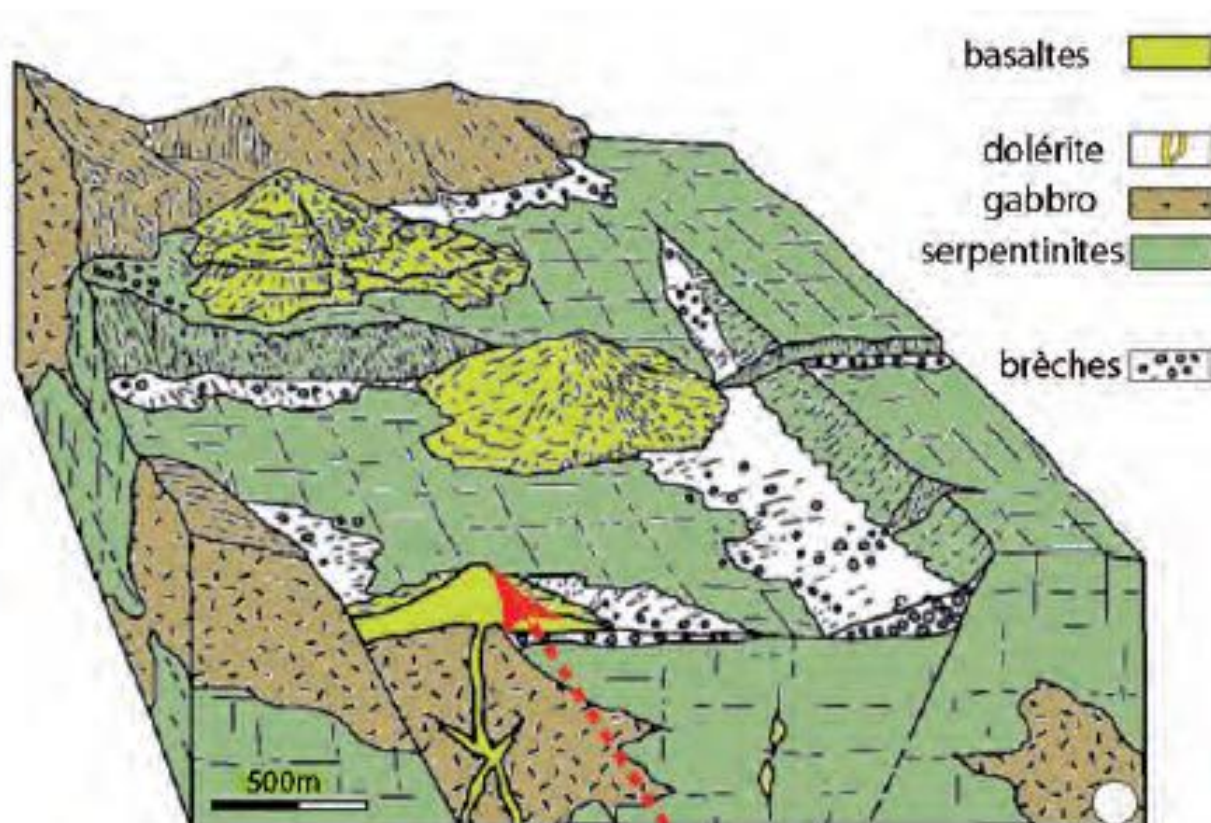 basaltes
dolérite
gabbro
serpentinites
brèches
500m